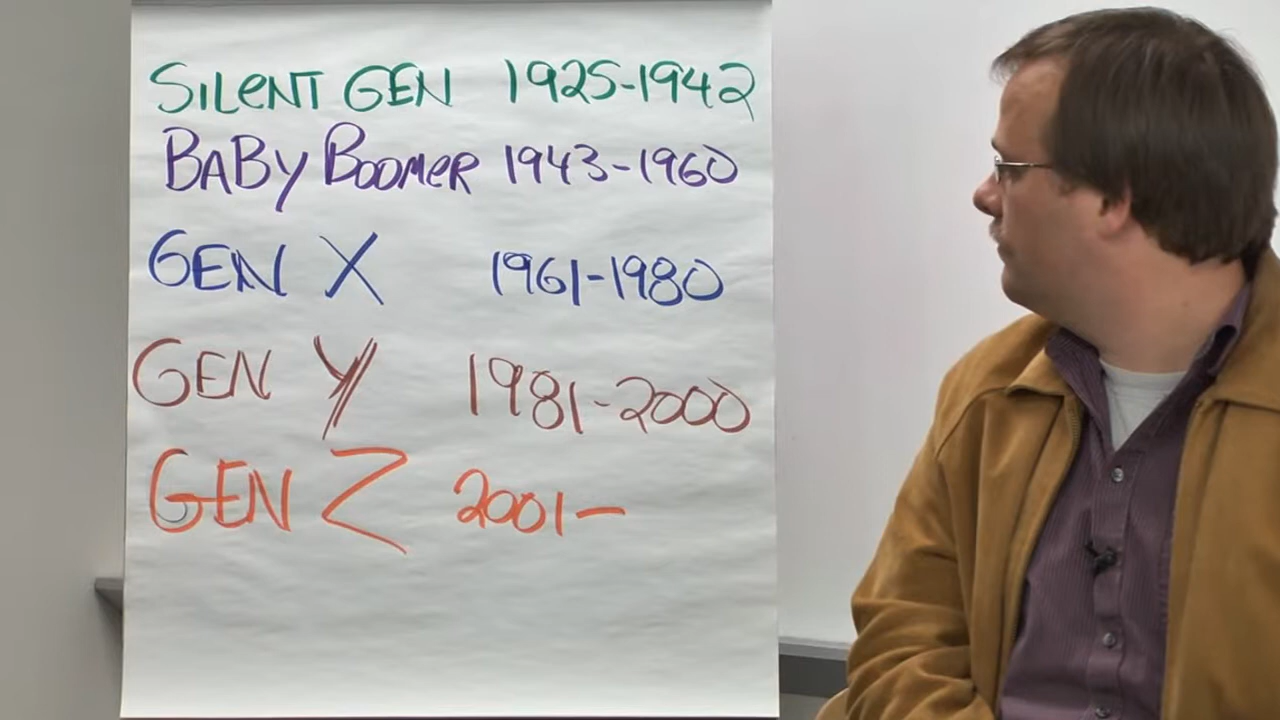 SILENT GEN 1925-1942
BABY BOOMER 1943-1960
GEN X 1961-1980
GEN Y 1981-2000
GEN Z 2001-